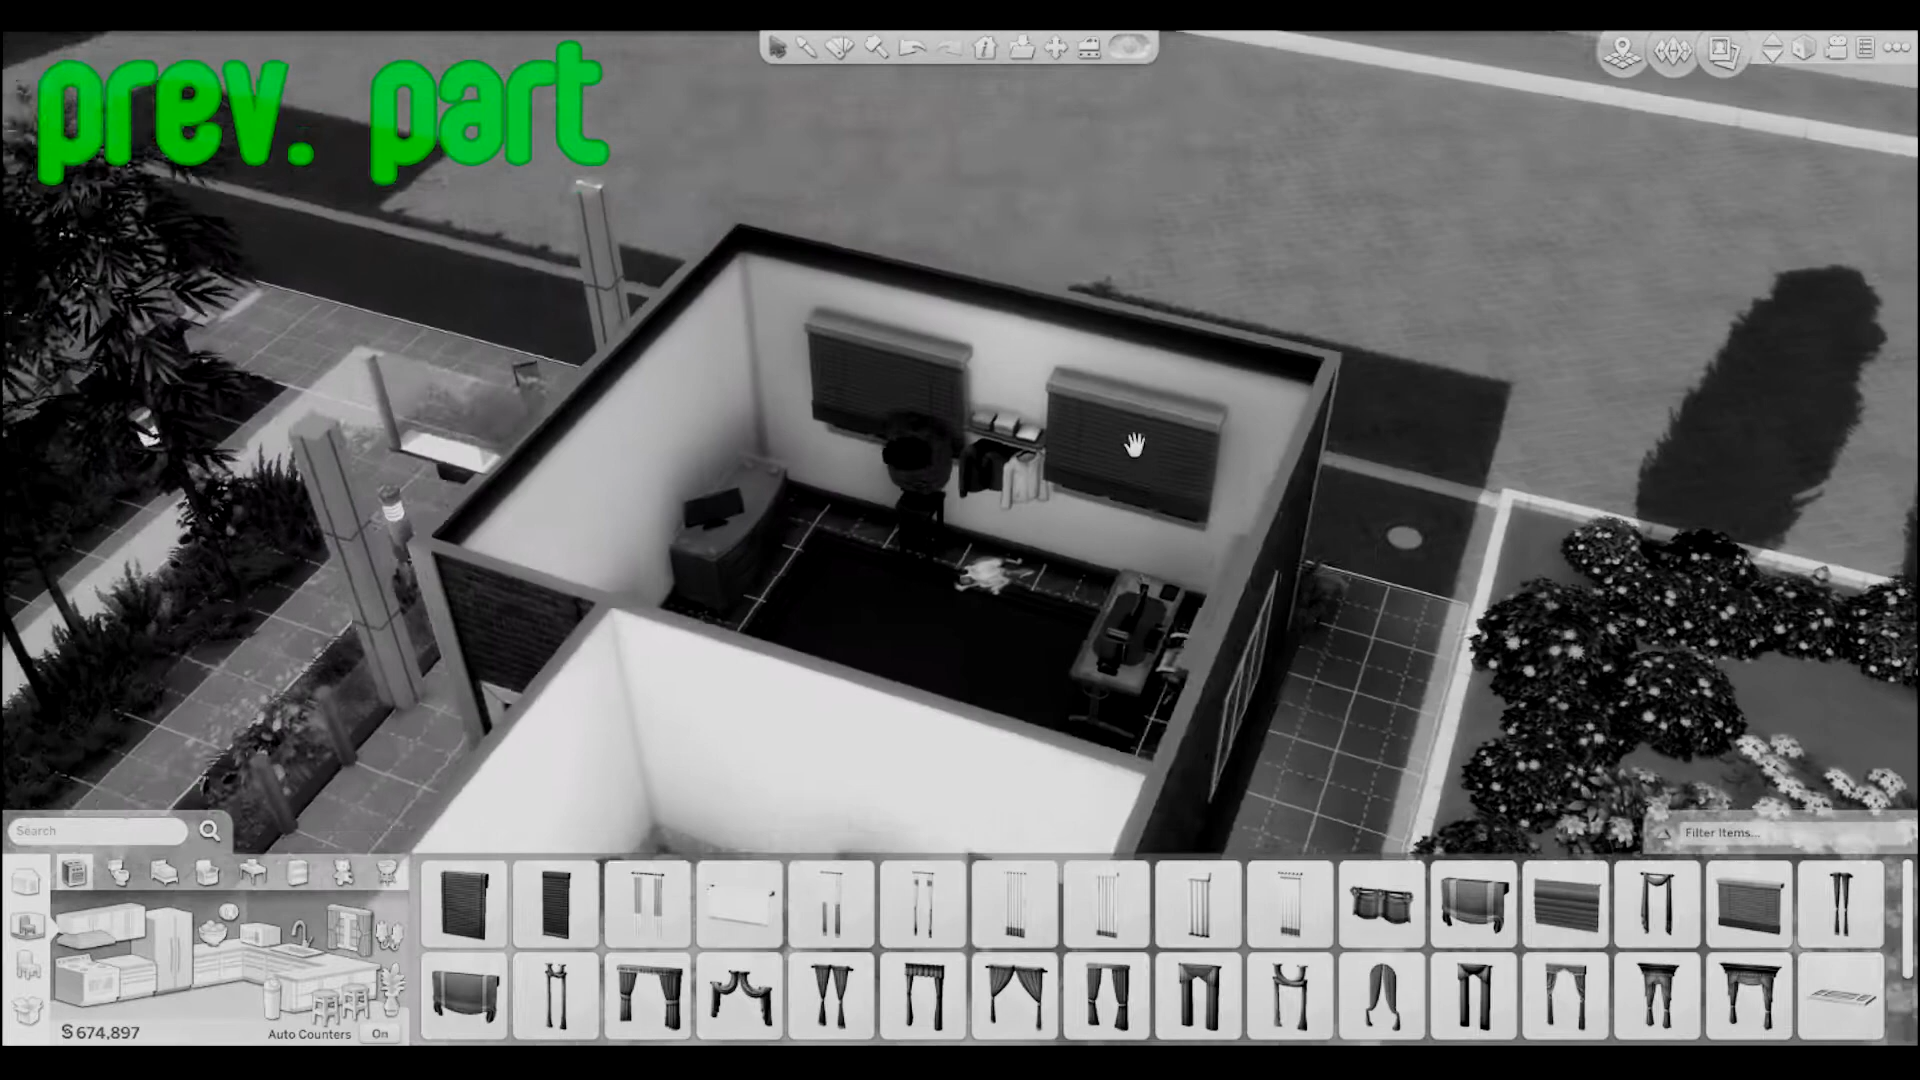 prev. part
Search
Filter Items...
§674,897
Auto Counters On